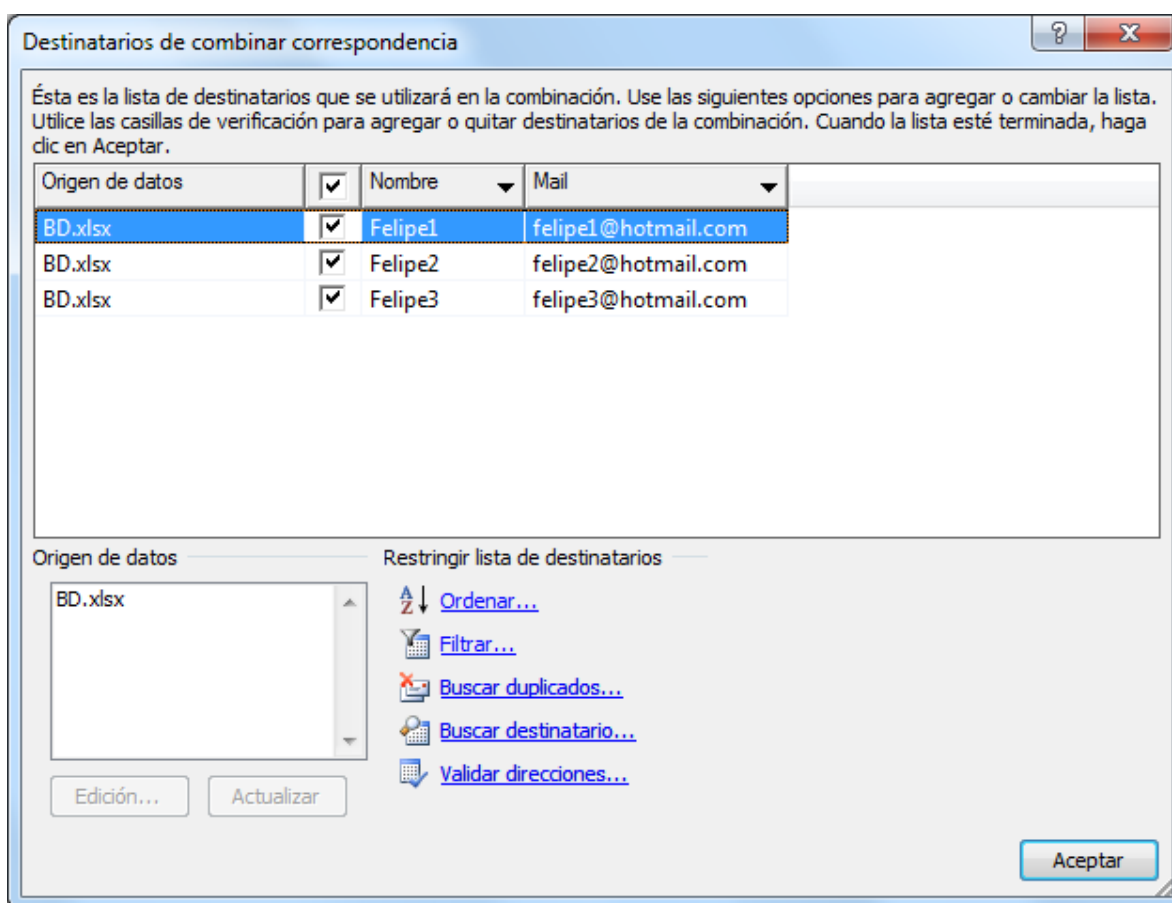 Destinatarios de combinar correspondencia
Ésta es la lista de destinatarios que se utilizará en la combinación. Use las siguientes opciones para agregar o cambiar la lista.
Utilice las casillas de verificación para agregar o quitar destinatarios de la combinación. Cuando la lista esté terminada, haga
clic en Aceptar.
Origen de datos Nombre Mail
BD.xlsx Felipe1 felipe1@hotmail.com
BD.xlsx Felipe2 felipe2@hotmail.com
BD.xlsx Felipe3 felipe3@hotmail.com
Origen de datos Restringir lista de destinatarios
BD.xlsx
Ordenar...
Filtrar...
Buscar duplicados...
Buscar destinatario...
Validar direcciones...
Edición... Actualizar
Aceptar